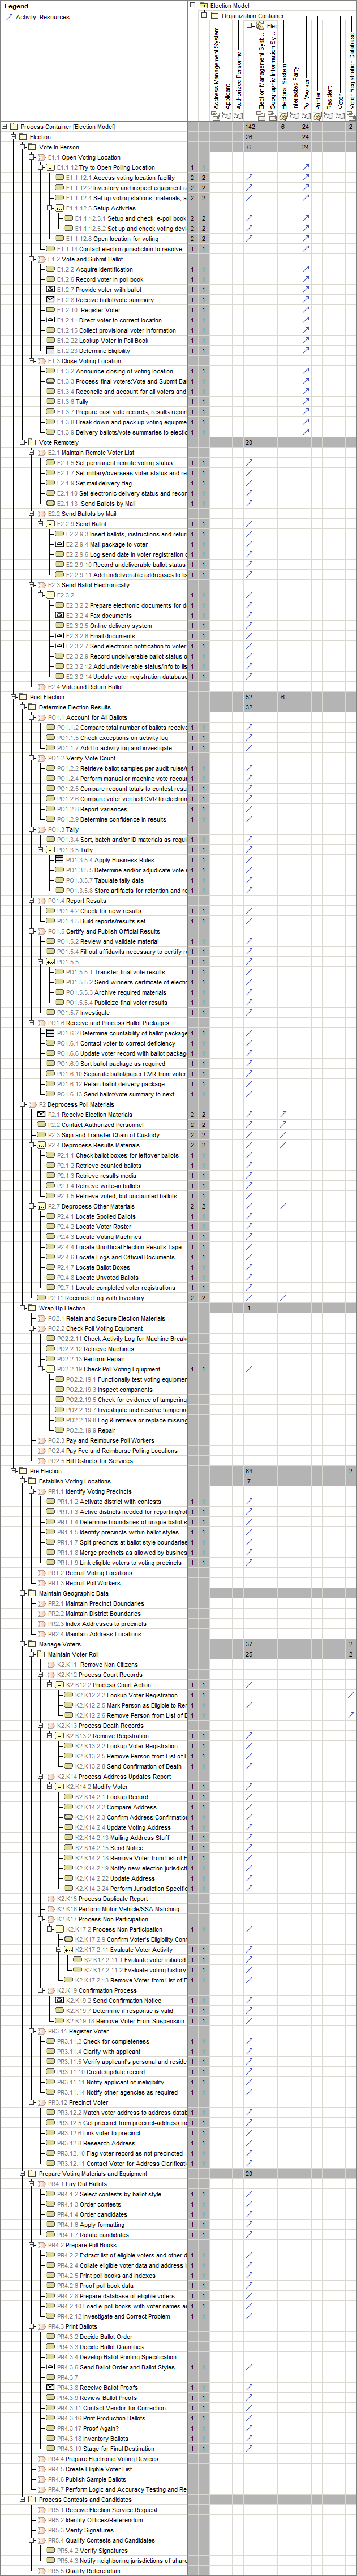 Legend
Activity_Resources
Election Model
Organization Container
Elec
Address Management System
Applicant
Authorized Personnel
Election Management Syst...
Geographic Information Sy...
Electoral System
Interested Party
Poll Worker
Printer
Resident
Voter
Voter Registration Database
Process Container [Election Model] 142 6 24 2
Election 26 24
Vote In Person 6 24
E1.1 Open Voting Location
E1.1.12 Try to Open Polling Location 1 1
E1.1.12.1 Access voting location facility 2 2
E1.1.12.2 Inventory and inspect equipment a 2 2
E1.1.12.4 Set up voting stations, materials, a 2 2
E1.1.12.5 Setup Activities
E1.1.12.5.1 Setup and check e-poll book 2 2
E1.1.12.5.2 Set up and check voting devi 2 2
E1.1.12.8 Open location for voting 2 2
E1.1.14 Contact election jurisdiction to resolve 1 1
E1.2 Vote and Submit Ballot
E1.2.2 Acquire identification 1 1
E1.2.6 Record voter in poll book 1 1
E1.2.7 Provide voter with ballot 1 1
E1.2.8 Receive ballot/vote summary 1 1
E1.2.10 :Register Voter 1 1
E1.2.11 Direct voter to correct location 1 1
E1.2.15 Collect provisional voter information 1 1
E1.2.22 Lookup Voter in Poll Book 1 1
E1.2.23 Determine Eligibility 1 1
E1.3 Close Voting Location
E1.3.2 Announce closing of voting location 1 1
E1.3.3 Process final voters:Vote and Submit Ba 1 1
E1.3.4 Reconcile and account for all voters and 1 1
E1.3.6 Tally 1 1
E1.3.7 Prepare cast vote records, results repor 1 1
E1.3.8 Break down and pack up voting equipme 1 1
E1.3.9 Delivery ballots/vote summaries to electio 1 1
Vote Remotely 20
E2.1 Maintain Remote Voter List
E2.1.5 Set permanent remote voting status 1 1
E2.1.7 Set military/overseas voter status and re 1 1
E2.1.9 Set mail delivery flag 1 1
E2.1.10 Set electronic delivery status and recor 1 1
E2.1.13 :Send Ballots by Mail 1 1
E2.2 Send Ballots by Mail
E2.2.9 Send Ballot 1 1
E2.2.9.3 Insert ballots, instructions and retur 1 1
E2.2.9.4 Mail package to voter 1 1
E2.2.9.6 Log send date in voter registration d 1 1
E2.2.9.10 Record undeliverable ballot status 1 1
E2.2.9.11 Add undeliverable addresses to lis 1 1
E2.3 Send Ballot Electronically
E2.3.2 1 1
E2.3.2.2 Prepare electronic documents for d 1 1
E2.3.2.4 Fax documents 1 1
E2.3.2.5 Online delivery system 1 1
E2.3.2.6 Email documents 1 1
E2.3.2.7 Send electronic notification to voter 1 1
E2.3.2.9 Record undeliverable ballot status o 1 1
E2.3.2.12 Add undeliverable status/info to lis 1 1
E2.3.2.14 Update voter registration database 1 1
E2.4 Vote and Return Ballot
Post Election 52 6
Determine Election Results 32
PO1.1 Account for All Ballots
PO1.1.2 Compare total number of ballots receive 1 1
PO1.1.5 Check exceptions on activity log 1 1
PO1.1.7 Add to activity log and investigate 1 1
PO1.2 Verify Vote Count
PO1.2.2 Retrieve ballot samples per audit rules/ 1 1
PO1.2.4 Perform manual or machine vote recou 1 1
PO1.2.5 Compare recount totals to contest resu 1 1
PO1.2.6 Compare voter verified CVR to electron 1 1
PO1.2.8 Report variances 1 1
PO1.2.9 Determine confidence in results 1 1
PO1.3 Tally
PO1.3.4 Sort, batch and/or ID materials as requi 1 1
PO1.3.5 Tally 1 1
PO1.3.5.4 Apply Business Rules 1 1
PO1.3.5.5 Determine and/or adjudicate vote 1 1
PO1.3.5.7 Tabulate tally data 1 1
PO1.3.5.8 Store artifacts for retention and re 1 1
PO1.4 Report Results
PO1.4.2 Check for new results 1 1
PO1.4.5 Build reports/results set 1 1
PO1.5 Certify and Publish Official Results
PO1.5.2 Review and validate material 1 1
PO1.5.4 Fill out affidavits necessary to certify r 1 1
PO1.5.5 1 1
PO1.5.5.1 Transfer final vote results 1 1
PO1.5.5.2 Send winners certificate of electi 1 1
PO1.5.5.3 Archive required materials 1 1
PO1.5.5.4 Publicize final voter results 1 1
PO1.5.7 Investigate 1 1
PO1.6 Receive and Process Ballot Packages
PO1.6.2 Determine countability of ballot package 1 1
PO1.6.4 Contact voter to correct deficiency 1 1
PO1.6.6 Update voter record with ballot packag 1 1
PO1.6.9 Sort ballot package as required 1 1
PO1.6.10 Separate ballot/paper CVR from voter 1 1
PO1.6.12 Retain ballot delivery package 1 1
PO1.6.13 Send ballot/vote summary to next 1 1
P2 Deprocess Poll Materials
P2.1 Receive Election Materials 2 2
P2.2 Contact Authorized Personnel 2 2
P2.3 Sign and Transfer Chain of Custody 2 2
P2.4 Deprocess Results Materials 2 2
P2.1.1 Check ballot boxes for leftover ballots 1 1
P2.1.2 Retrieve counted ballots 1 1
P2.1.3 Retrieve results media 1 1
P2.1.4 Retrieve write-in ballots 1 1
P2.1.5 Retrieve voted, but uncounted ballots 1 1
P2.7 Deprocess Other Materials 2 2
P2.4.1 Locate Spoiled Ballots 1 1
P2.4.2 Locate Voter Roster 1 1
P2.4.3 Locate Voting Machines 1 1
P2.4.4 Locate Unofficial Election Results Tape 1 1
P2.4.6 Locate Logs and Official Documents 1 1
P2.4.7 Locate Ballot Boxes 1 1
P2.4.8 Locate Unvoted Ballots 1 1
P2.7.1 Locate completed voter registrations 1 1
P2.11 Reconcile Log with Inventory 2 2
Wrap Up Election 1
PO2.1 Retain and Secure Election Materials
PO2.2 Check Poll Voting Equipment
PO2.2.11 Check Activity Log for Machine Break
PO2.2.12 Retrieve Machines
PO2.2.13 Perform Repair
PO2.2.19 Check Poll Voting Equipment 1 1
PO2.2.19.1 Functionally test voting equipment
PO2.2.19.3 Inspect components
PO2.2.19.5 Check for evidence of tampering
PO2.2.19.7 Investigate and resolve tamperin
PO2.2.19.8 Log & retrieve or replace missing
PO2.2.19.9 Repair
PO2.3 Pay and Reimburse Poll Workers
PO2.4 Pay Fee and Reimburse Polling Locations
PO2.5 Bill Districts for Services
Pre Election 64 2
Establish Voting Locations 7
PR1.1 Identify Voting Precincts
PR1.1.2 Activate district with contests 1 1
PR1.1.3 Active districts needed for reporting/rot 1 1
PR1.1.4 Determine boundaries of unique ballot s 1 1
PR1.1.5 Identify precincts within ballot styles 1 1
PR1.1.7 Split precincts at ballot style boundaries 1 1
PR1.1.8 Merge precincts as allowed by busines 1 1
PR1.1.9 Link eligible voters to voting precincts 1 1
PR1.2 Recruit Voting Locations
PR1.3 Recruit Poll Workers
Maintain Geographic Data
PR2.1 Maintain Precinct Boundaries
PR2.2 Maintain District Boundaries
PR2.3 Index Addresses to precincts
PR2.4 Maintain Address Locations
Manage Voters 37 2
Maintain Voter Roll 25 2
K2.K11 Remove Non Citizens
K2.K12 Process Court Records
K2.K12.2 Process Court Action 1 1
K2.K12.2.2 Lookup Voter Registration 1 1
K2.K12.2.5 Mark Person as Eligible to Re 1 1
K2.K12.2.6 Remove Person from List of E 1 1
K2.K13 Process Death Records
K2.K13.2 Remove Registration 1 1
K2.K13.2.2 Lookup Voter Registration 1 1
K2.K13.2.5 Remove Person from List of E 1 1
K2.K13.2.8 Send Confirmation of Death 1 1
K2.K14 Process Address Updates Report
K2.K14.2 Modify Voter 1 1
K2.K14.2.1 Lookup Record 1 1
K2.K14.2.2 Compare Address 1 1
K2.K14.2.3 Confirm Address:Confirmation 1 1
K2.K14.2.4 Update Voting Address 1 1
K2.K14.2.13 Mailing Address Stuff 1 1
K2.K14.2.15 Send Notice 1 1
K2.K14.2.18 Remove Voter from List of E 1 1
K2.K14.2.19 Notify new election jurisdicti 1 1
K2.K14.2.22 Update Address 1 1
K2.K14.2.24 Perform Jurisdiction Specific 1 1
K2.K15 Process Duplicate Report
K2.K16 Perform Motor Vehicle/SSA Matching
K2.K17 Process Non Participation
K2.K17.2 Process Non Participation 1 1
K2.K17.2.9 Confirm Voter's Eligibility:Con
K2.K17.2.11 Evaluate Voter Activity 1 1
K2.K17.2.11.1 Evaluate voter initiated 1 1
K2.K17.2.11.2 Evaluate voting history 1 1
K2.K17.2.13 Remove Voter from List of E 1 1
K2.K19 Confirmation Process
K2.K19.2 Send Confirmation Notice 1 1
K2.K19.7 Determine if response is valid 1 1
K2.K19.18 Remove Voter From Suspension 1 1
PR3.11 Register Voter
PR3.11.2 Check for completeness 1 1
PR3.11.4 Clarify with applicant 1 1
PR3.11.5 Verify applicant's personal and reside 1 1
PR3.11.10 Create/update record 1 1
PR3.11.11 Notify applicant of ineligibility 1 1
PR3.11.14 Notify other agencies as required 1 1
PR3.12 Precinct Voter
PR3.12.2 Match voter address to address datab 1 1
PR3.12.5 Get precinct from precinct-address in 1 1
PR3.12.6 Link voter to precinct 1 1
PR3.12.8 Research Address 1 1
PR3.12.10 Flag voter record as not precincted 1 1
PR3.12.11 Contact Voter for Address Clarificati 1 1
Prepare Voting Materials and Equipment 20
PR4.1 Lay Out Ballots
PR4.1.2 Select contests by ballot style 1 1
PR4.1.3 Order contests 1 1
PR4.1.4 Order candidates 1 1
PR4.1.6 Apply formatting 1 1
PR4.1.7 Rotate candidates 1 1
PR4.2 Prepare Poll Books
PR4.2.2 Extract list of eligible voters and other d 1 1
PR4.2.4 Collate eligible voter data and address i 1 1
PR4.2.5 Print poll books and indexes 1 1
PR4.2.6 Proof poll book data 1 1
PR4.2.8 Prepare database of eligible voters 1 1
PR4.2.10 Load e-poll books with voter names a 1 1
PR4.2.12 Investigate and Correct Problem 1 1
PR4.3 Print Ballots
PR4.3.2 Decide Ballot Order
PR4.3.3 Decide Ballot Quantities
PR4.3.4 Develop Ballot Printing Specification
PR4.3.6 Send Ballot Order and Ballot Styles 1 1
PR4.3.7
PR4.3.8 Receive Ballot Proofs 1 1
PR4.3.9 Review Ballot Proofs 1 1
PR4.3.11 Contact Vendor for Correction 1 1
PR4.3.16 Print Production Ballots 1 1
PR4.3.17 Proof Again? 1 1
PR4.3.18 Inventory Ballots 1 1
PR4.3.19 Stage for Final Destination 1 1
PR4.4 Prepare Electronic Voting Devices
PR4.5 Create Eligible Voter List
PR4.6 Publish Sample Ballots
PR4.7 Perform Logic and Accuracy Testing and Re
Process Contests and Candidates
PR5.1 Receive Election Service Request
PR5.2 Identify Offices/Referendum
PR5.3 Verify Signatures
PR5.4 Qualify Contests and Candidates
PR5.4.2 Verify Signatures
PR5.4.3 Notify neighboring jurisdictions of share
PR5.5 Qualify Referendum